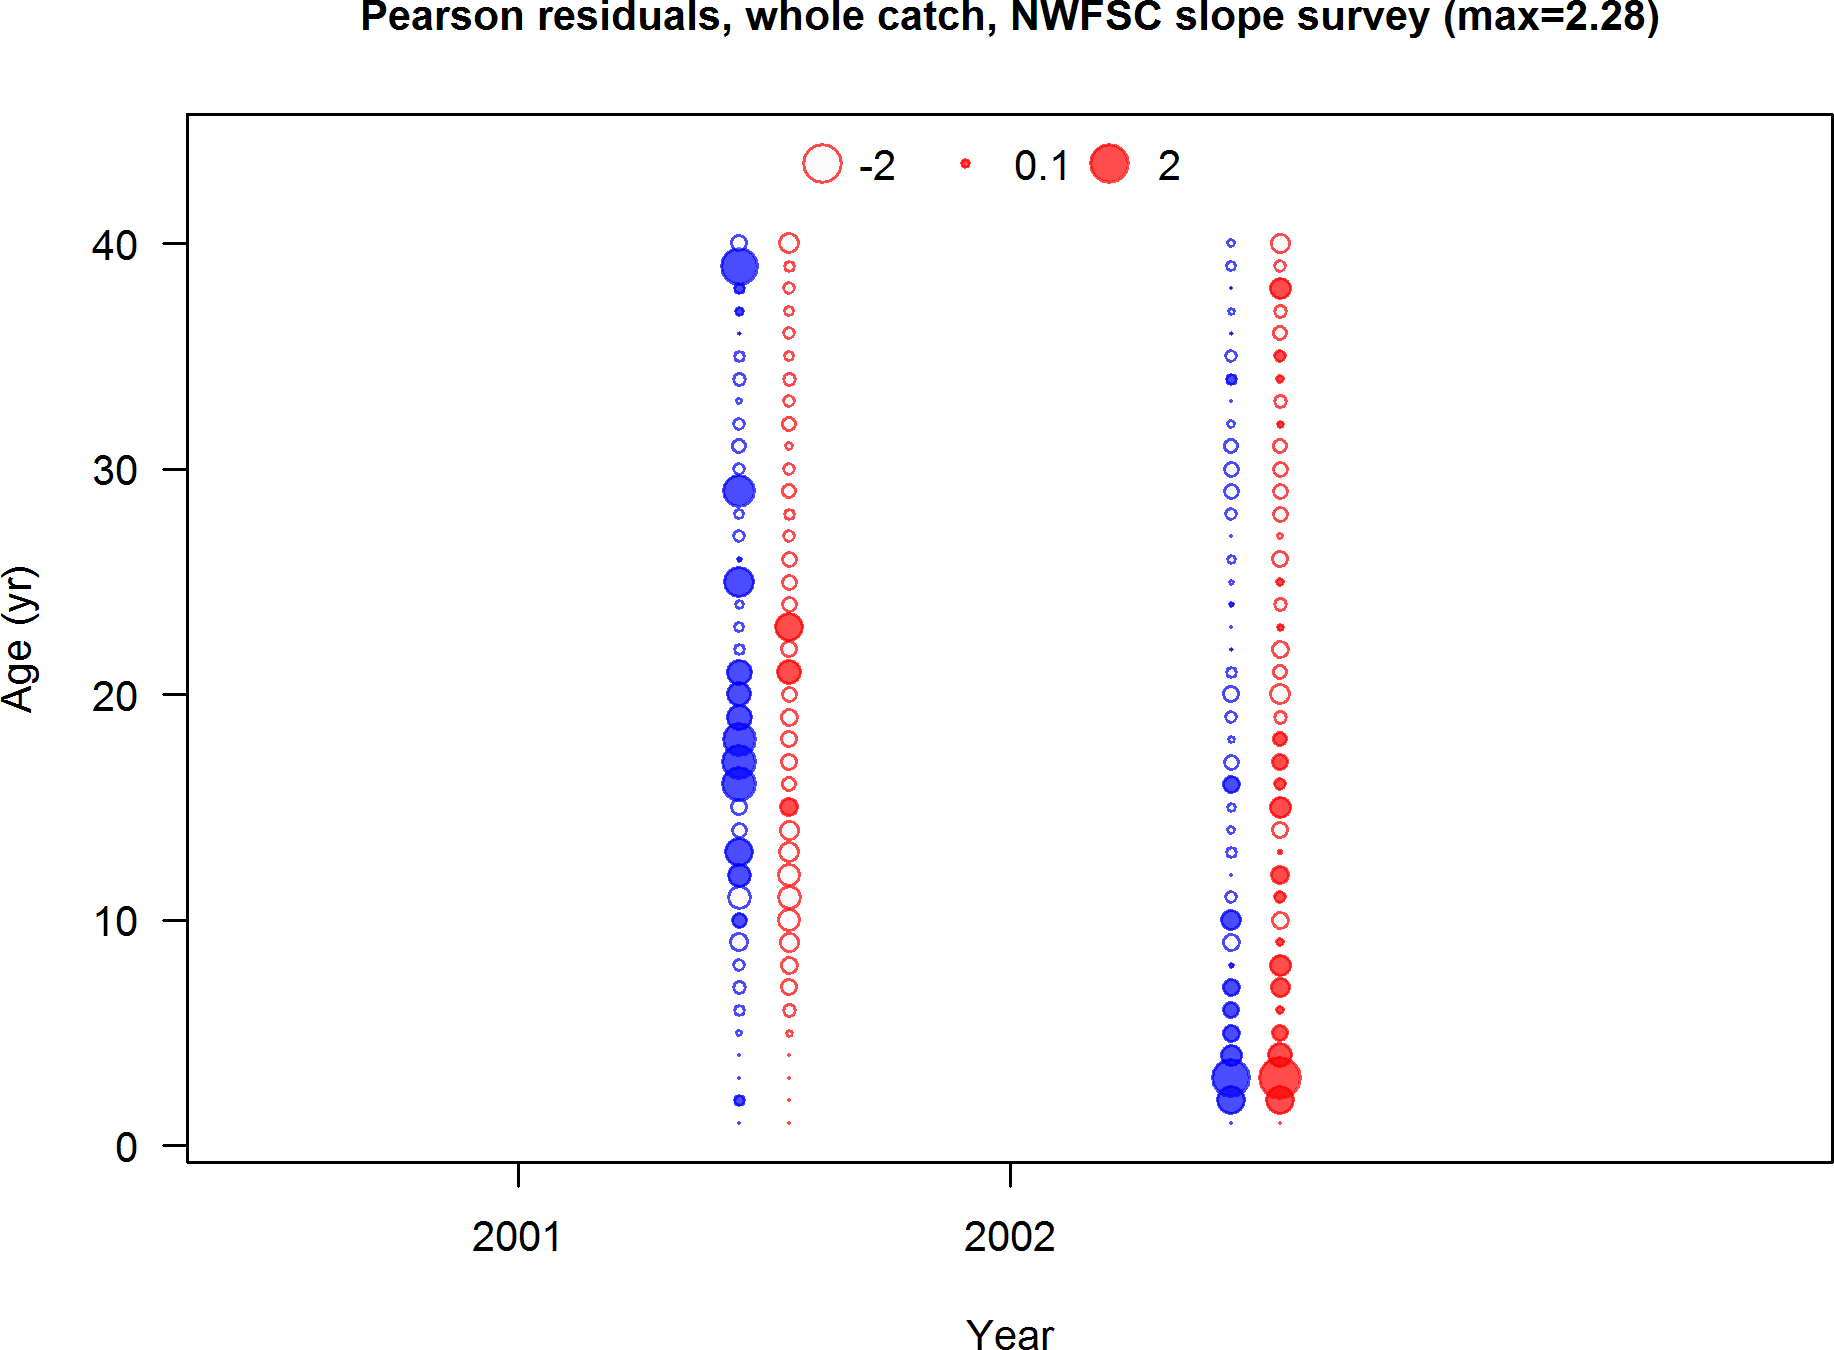 Pearson residuals, whole catch, NWFSC slope survey (max=2.28)
-2 0.1 2
40
30
20
10
0
Age (yr)
2001 2002
Year